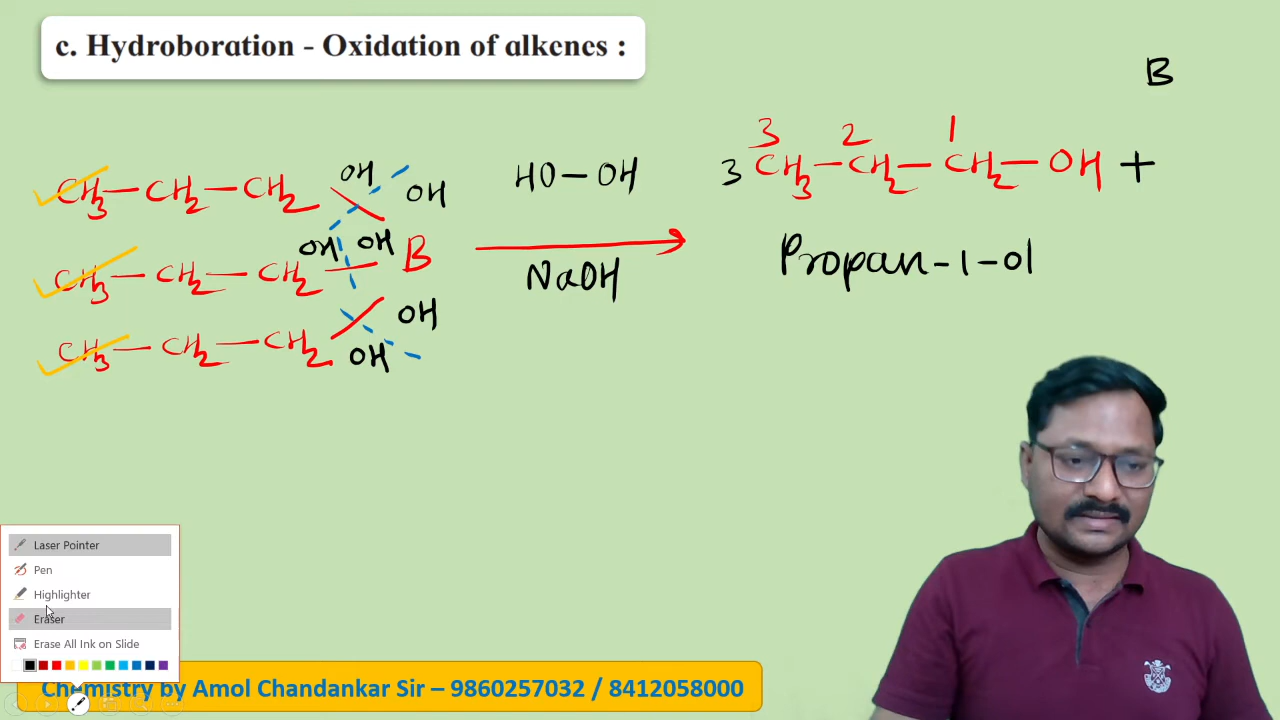 c. Hydroboration - Oxidation of alkenes :
B
CH3—CH2—CH2
OH
OH
OH
OH
CH3—CH2—CH2—B
OH
CH3—CH2—CH2
OH
HO—OH
NaOH
3 2 1
3 CH3—CH2—CH2—OH +
Propan-1-ol
Laser Pointer
Pen
Highlighter
Eraser
Erase All Ink on Slide
Chemistry by Amol Chandankar Sir – 9860257032 / 8412058000